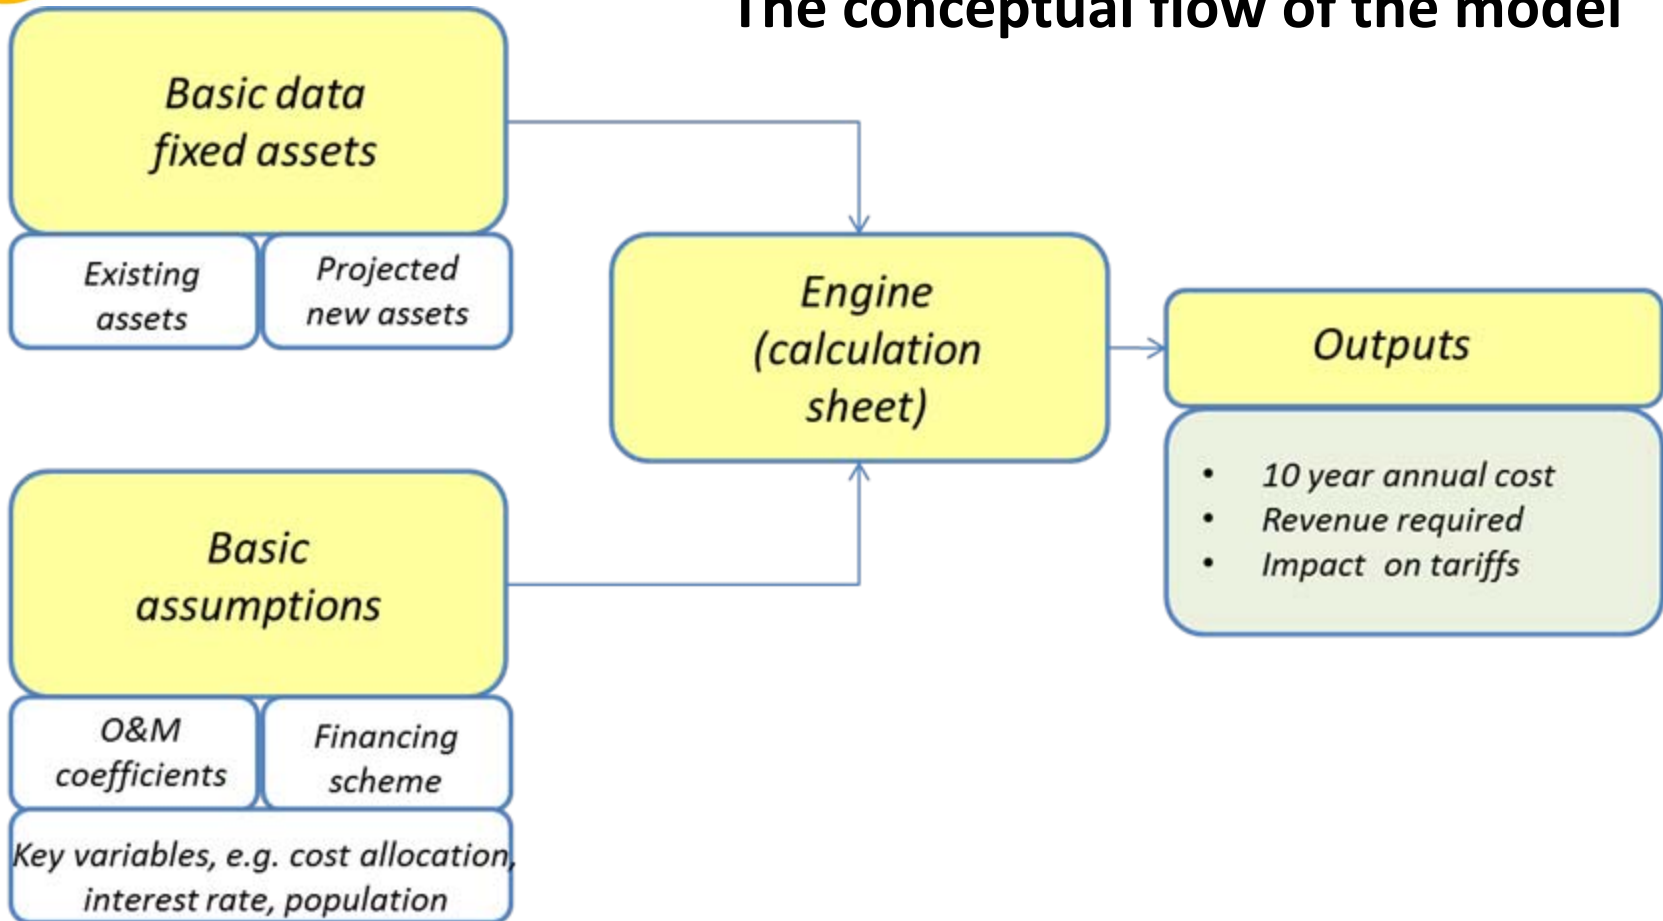 The conceptual flow of the model
Basic data
fixed assets
Existing
assets
Projected
new assets
Engine
(calculation
sheet)
Outputs
• 10 year annual cost
• Revenue required
• Impact on tariffs
Basic
assumptions
O&M
coefficients
Financing
scheme
Key variables, e.g. cost allocation,
interest rate, population